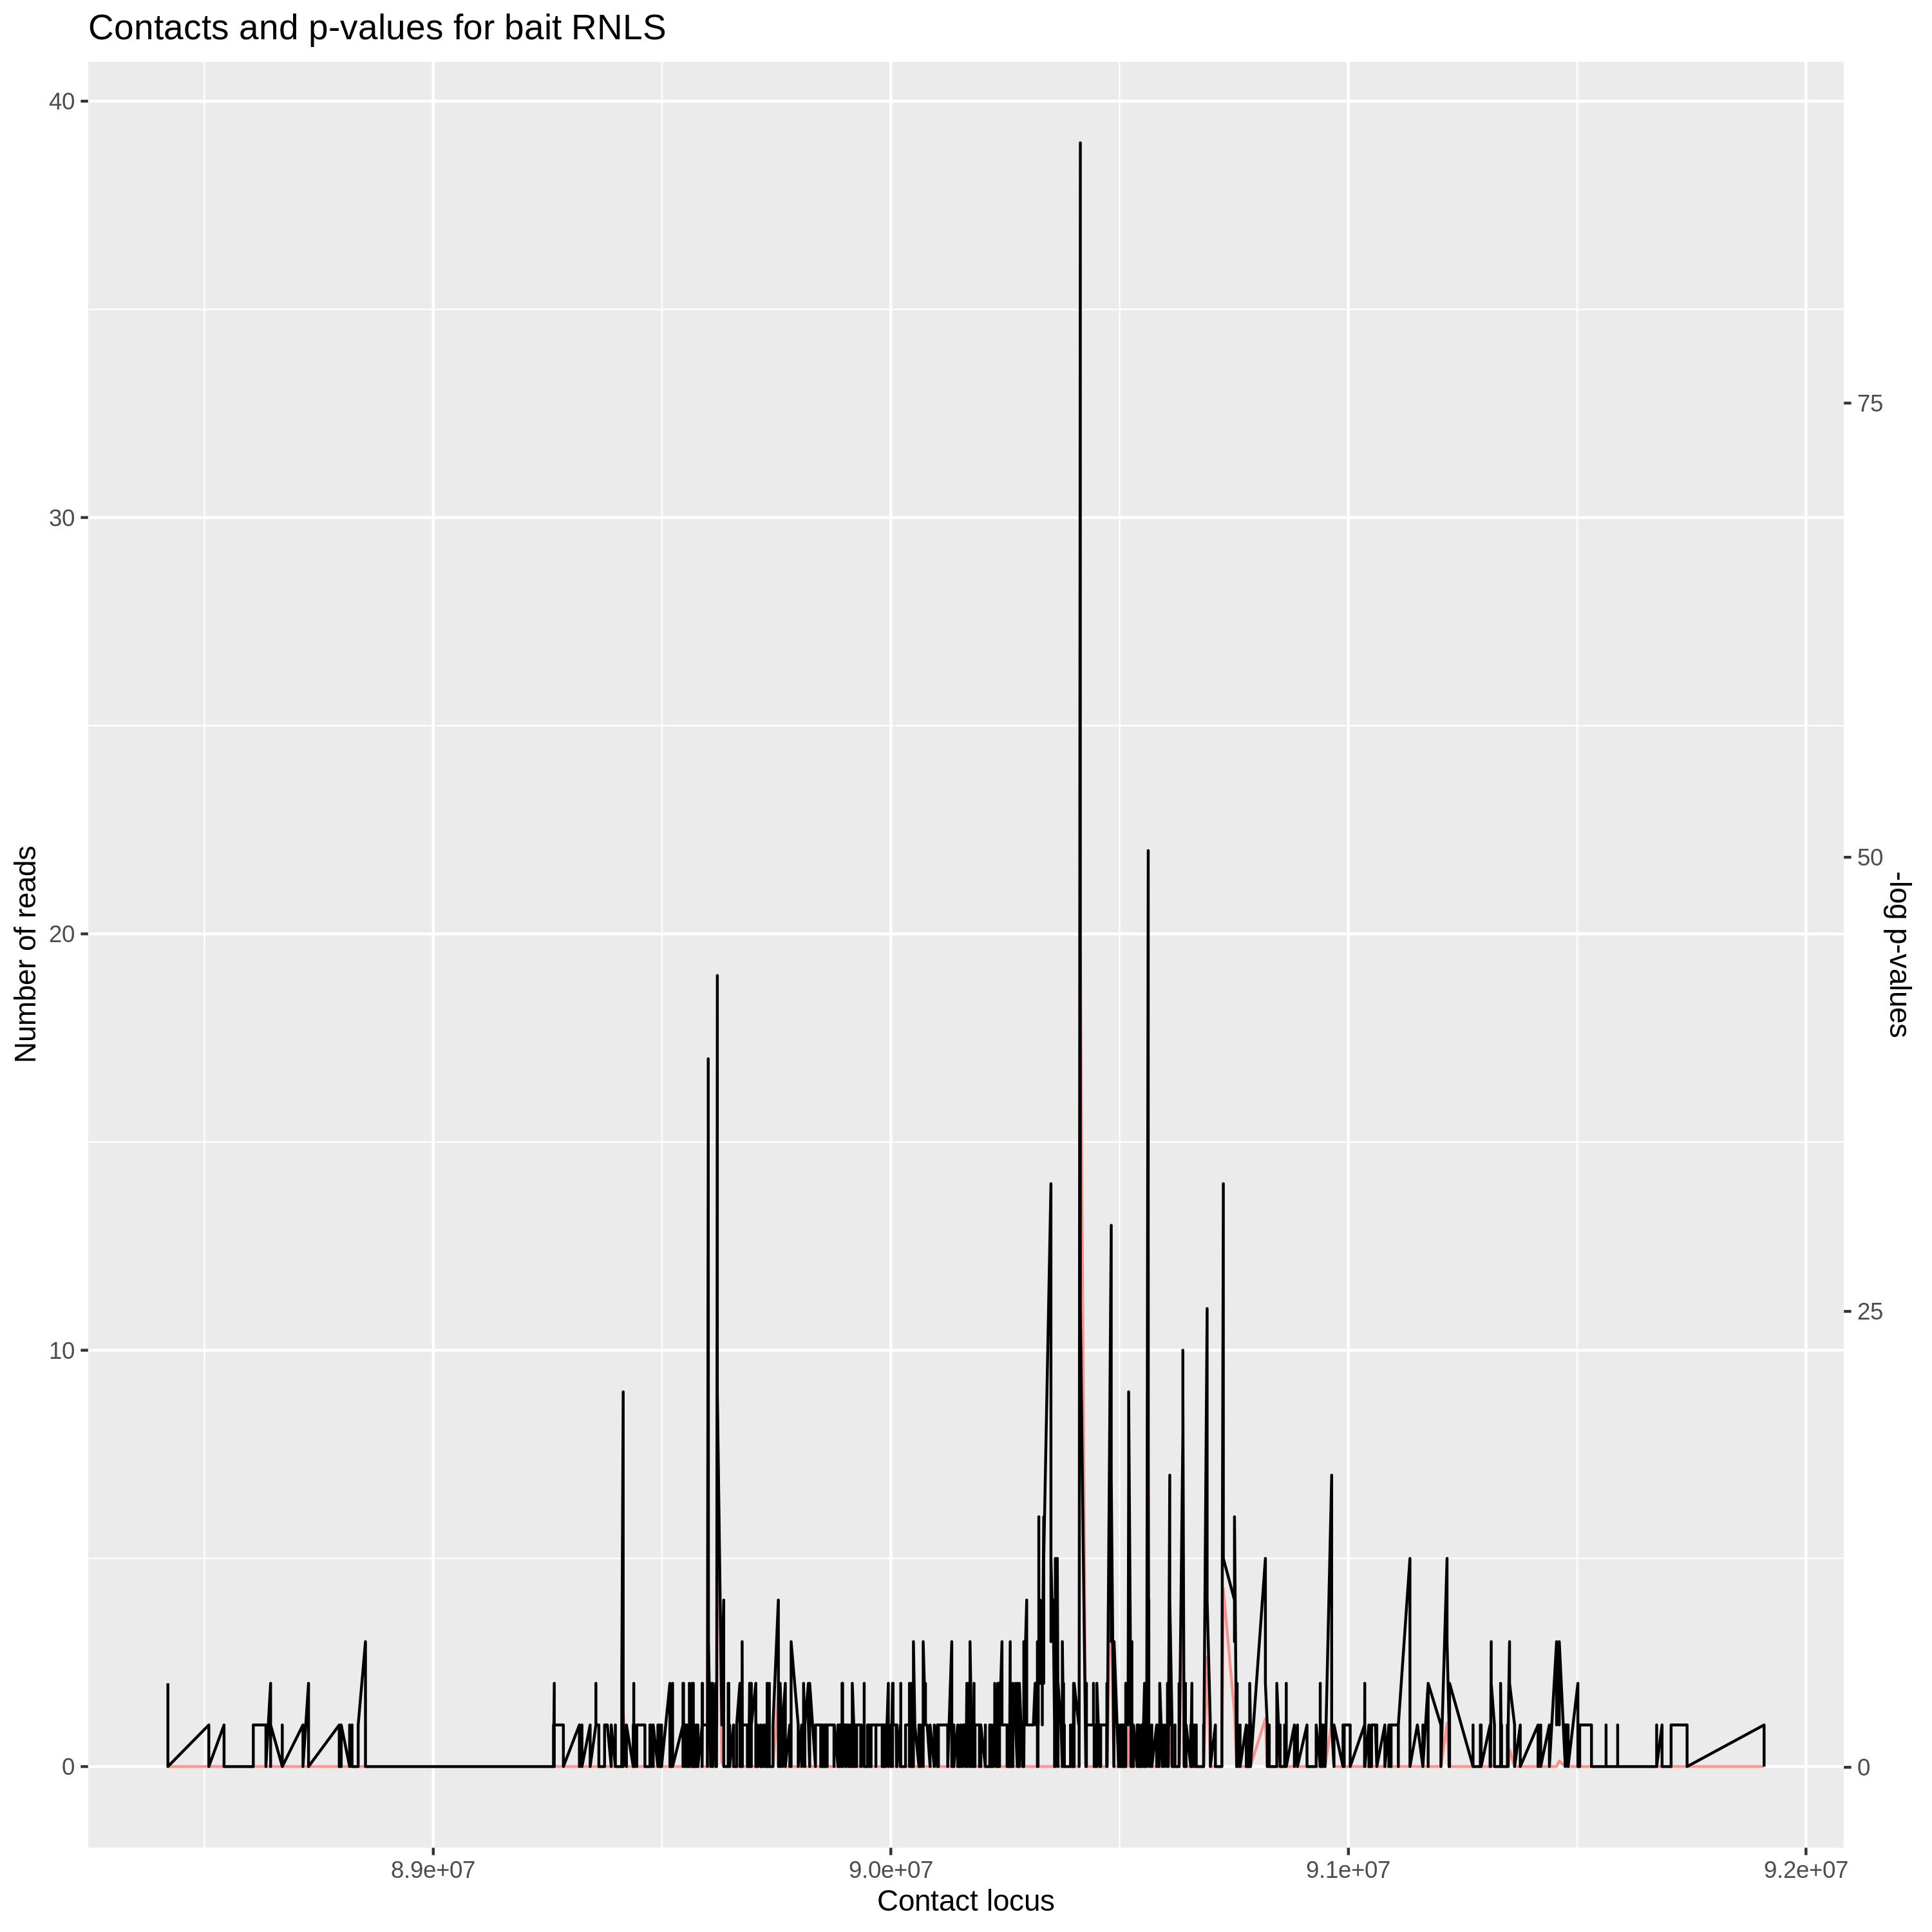 Contacts and p-values for bait RNLS
40
30
20
10
0
Number of reads
75
50
25
0
-log p-values
8.9e+07
9.0e+07
9.1e+07
9.2e+07
Contact locus